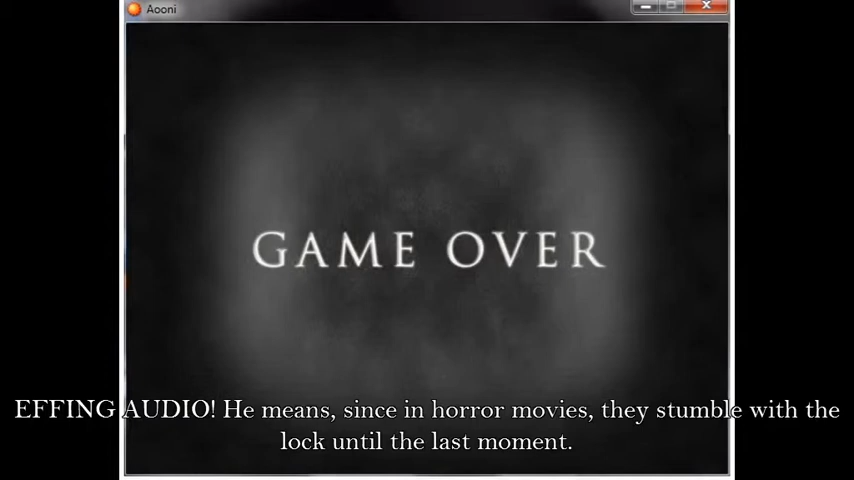 Aooni
GAME OVER
EFFING AUDIO! He means, since in horror movies, they stumble with the
lock until the last moment.